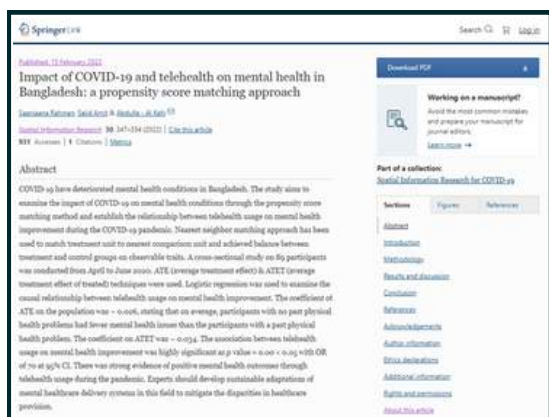 Springer Link
Search
Log in
Published: 15 February 2022
Impact of COVID-19 and telehealth on mental health in
Bangladesh: a propensity score matching approach
Saaniara Rahman, Sajid Amit & Abdulla - Al Kafy
Spatial Information Research 30, 347–354 (2022) | Cite this article
931 Accesses | 1 Citations | Metrics
Abstract
COVID-19 have deteriorated mental health conditions in Bangladesh. The study aims to
examine the impact of COVID-19 on mental health conditions through the propensity score
matching method and establish the relationship between telehealth usage on mental health
improvement during the COVID-19 pandemic. Nearest neighbor matching approach has been
used to match treatment unit to nearest comparison unit and achieved balance between
treatment and control groups on observable traits. A cross-sectional study on 89 participants
was conducted from April to June 2020. ATE (average treatment effect) & ATET (average
treatment effect of treated) techniques were used. Logistic regression was used to examine the
causal relationship between telehealth usage on mental health improvement. The coefficient of
ATE on the population was − 0.006, stating that on average, participants with no past physical
health problems had fewer mental health issues than the participants with a past physical
health problem. The coefficient on ATET was − 0.034. The association between telehealth
usage on mental health improvement was highly significant as p value = 0.00 < 0.05 with OR
of 70 at 95% CI. There was strong evidence of positive mental health outcomes through
telehealth usage during the pandemic. Experts should develop sustainable adaptations of
mental healthcare delivery systems in this field to mitigate the disparities in healthcare
provision.
Download PDF
Working on a manuscript?
Avoid the most common mistakes
and prepare your manuscript for
journal editors.
Learn more →
Part of a collection:
Spatial Information Research for COVID-19
Sections
Figures
References
Abstract
Introduction
Methodology
Results and discussion
Conclusion
References
Acknowledgements
Author information
Ethics declarations
Additional information
Rights and permissions
About this article